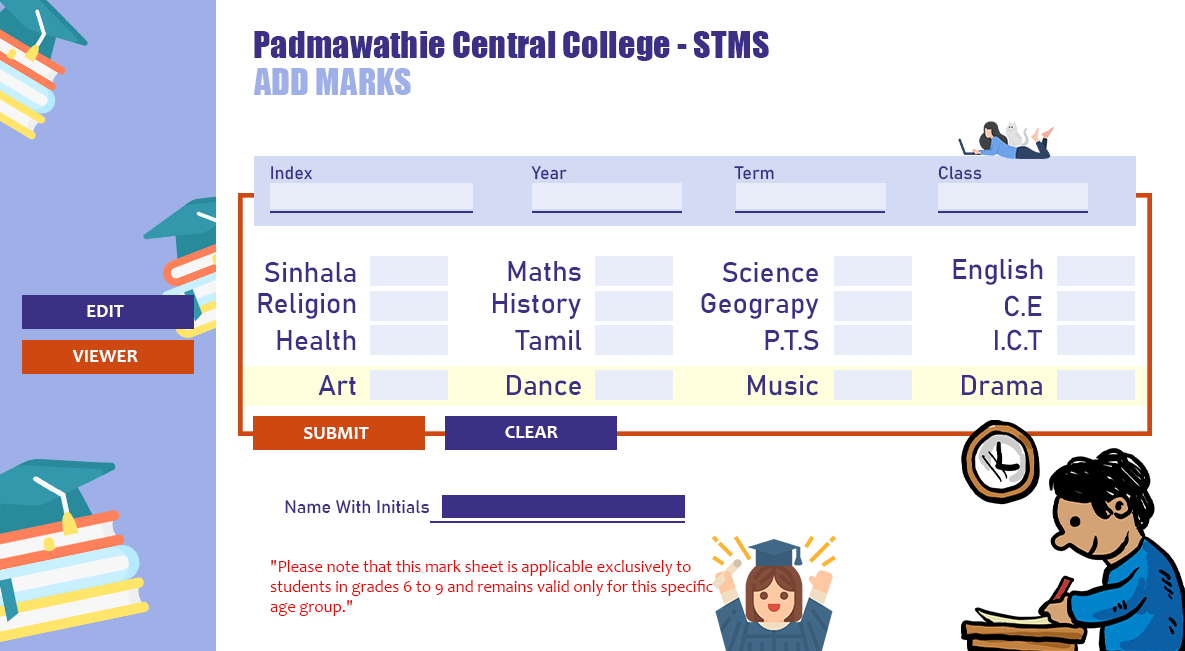 Padmawathie Central College - STMS
ADD MARKS
Index Year Term Class
Sinhala Maths Science English
Religion History Geograpy C.E
Health Tamil P.T.S I.C.T
Art Dance Music Drama
EDIT
VIEWER
SUBMIT CLEAR
Name With Initials
"Please note that this mark sheet is applicable exclusively to
students in grades 6 to 9 and remains valid only for this specific
age group."